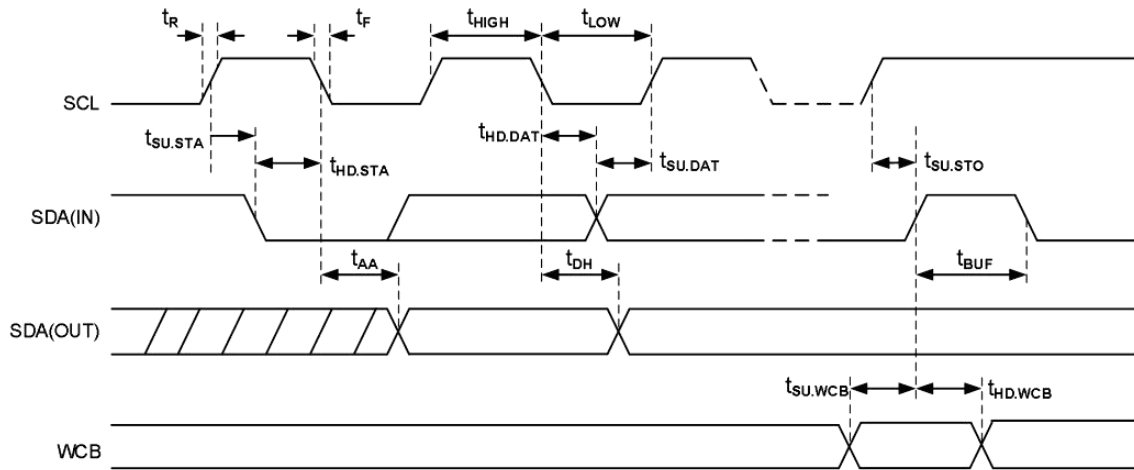 tR tF tHIGH tLOW
SCL
tSU.STA tHD.STA tHD.DAT tSU.DAT tSU.STO
SDA(IN)
tAA tDH tBUF
SDA(OUT)
tSU.WCB tHD.WCB
WCB